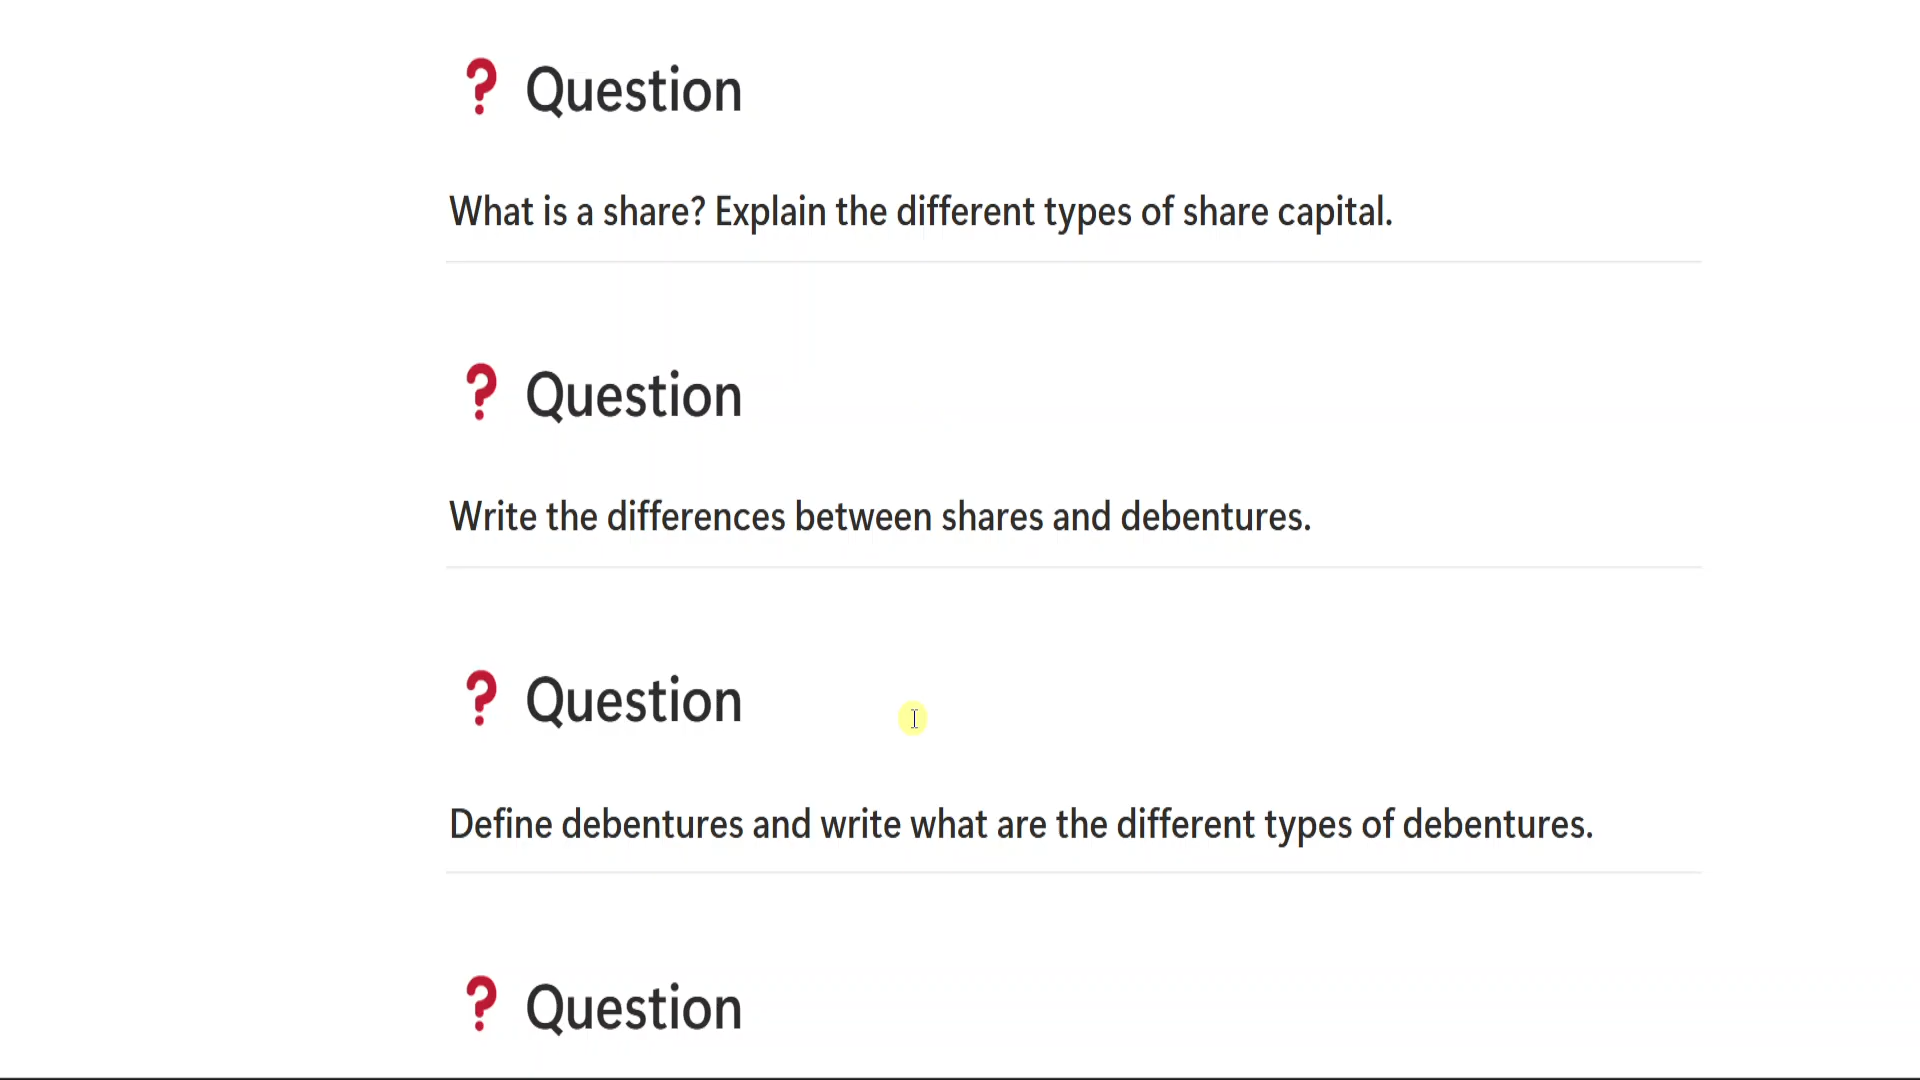 ❓ Question
What is a share? Explain the different types of share capital.
❓ Question
Write the differences between shares and debentures.
❓ Question
Define debentures and write what are the different types of debentures.
❓ Question